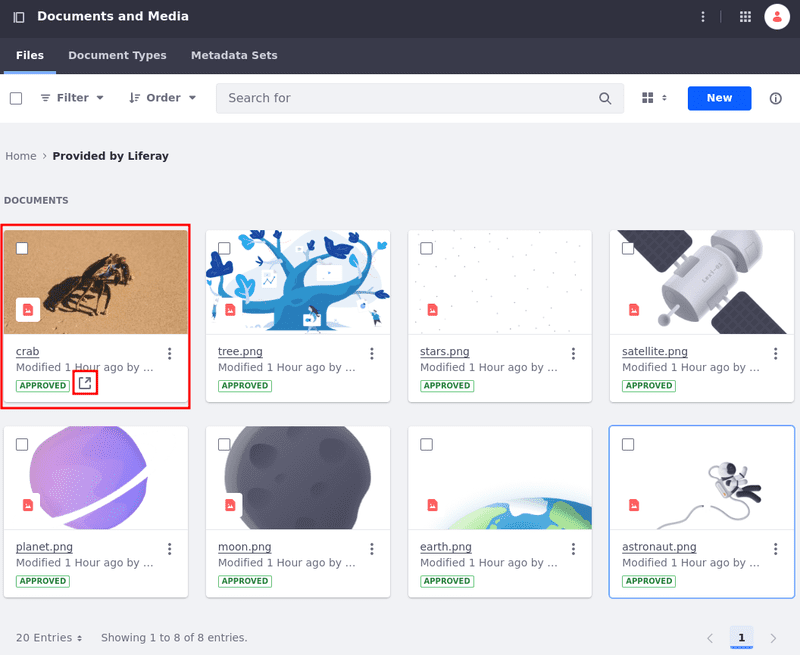 Documents and Media
Files Document Types Metadata Sets
Filter Order Search for New
Home › Provided by Liferay
DOCUMENTS
crab tree.png stars.png satellite.png
Modified 1 Hour ago by ... Modified 1 Hour ago by ... Modified 1 Hour ago by ... Modified 1 Hour ago by ...
APPROVED APPROVED APPROVED APPROVED
planet.png moon.png earth.png astronaut.png
Modified 1 Hour ago by ... Modified 1 Hour ago by ... Modified 1 Hour ago by ... Modified 1 Hour ago by ...
APPROVED APPROVED APPROVED APPROVED
20 Entries Showing 1 to 8 of 8 entries. 1